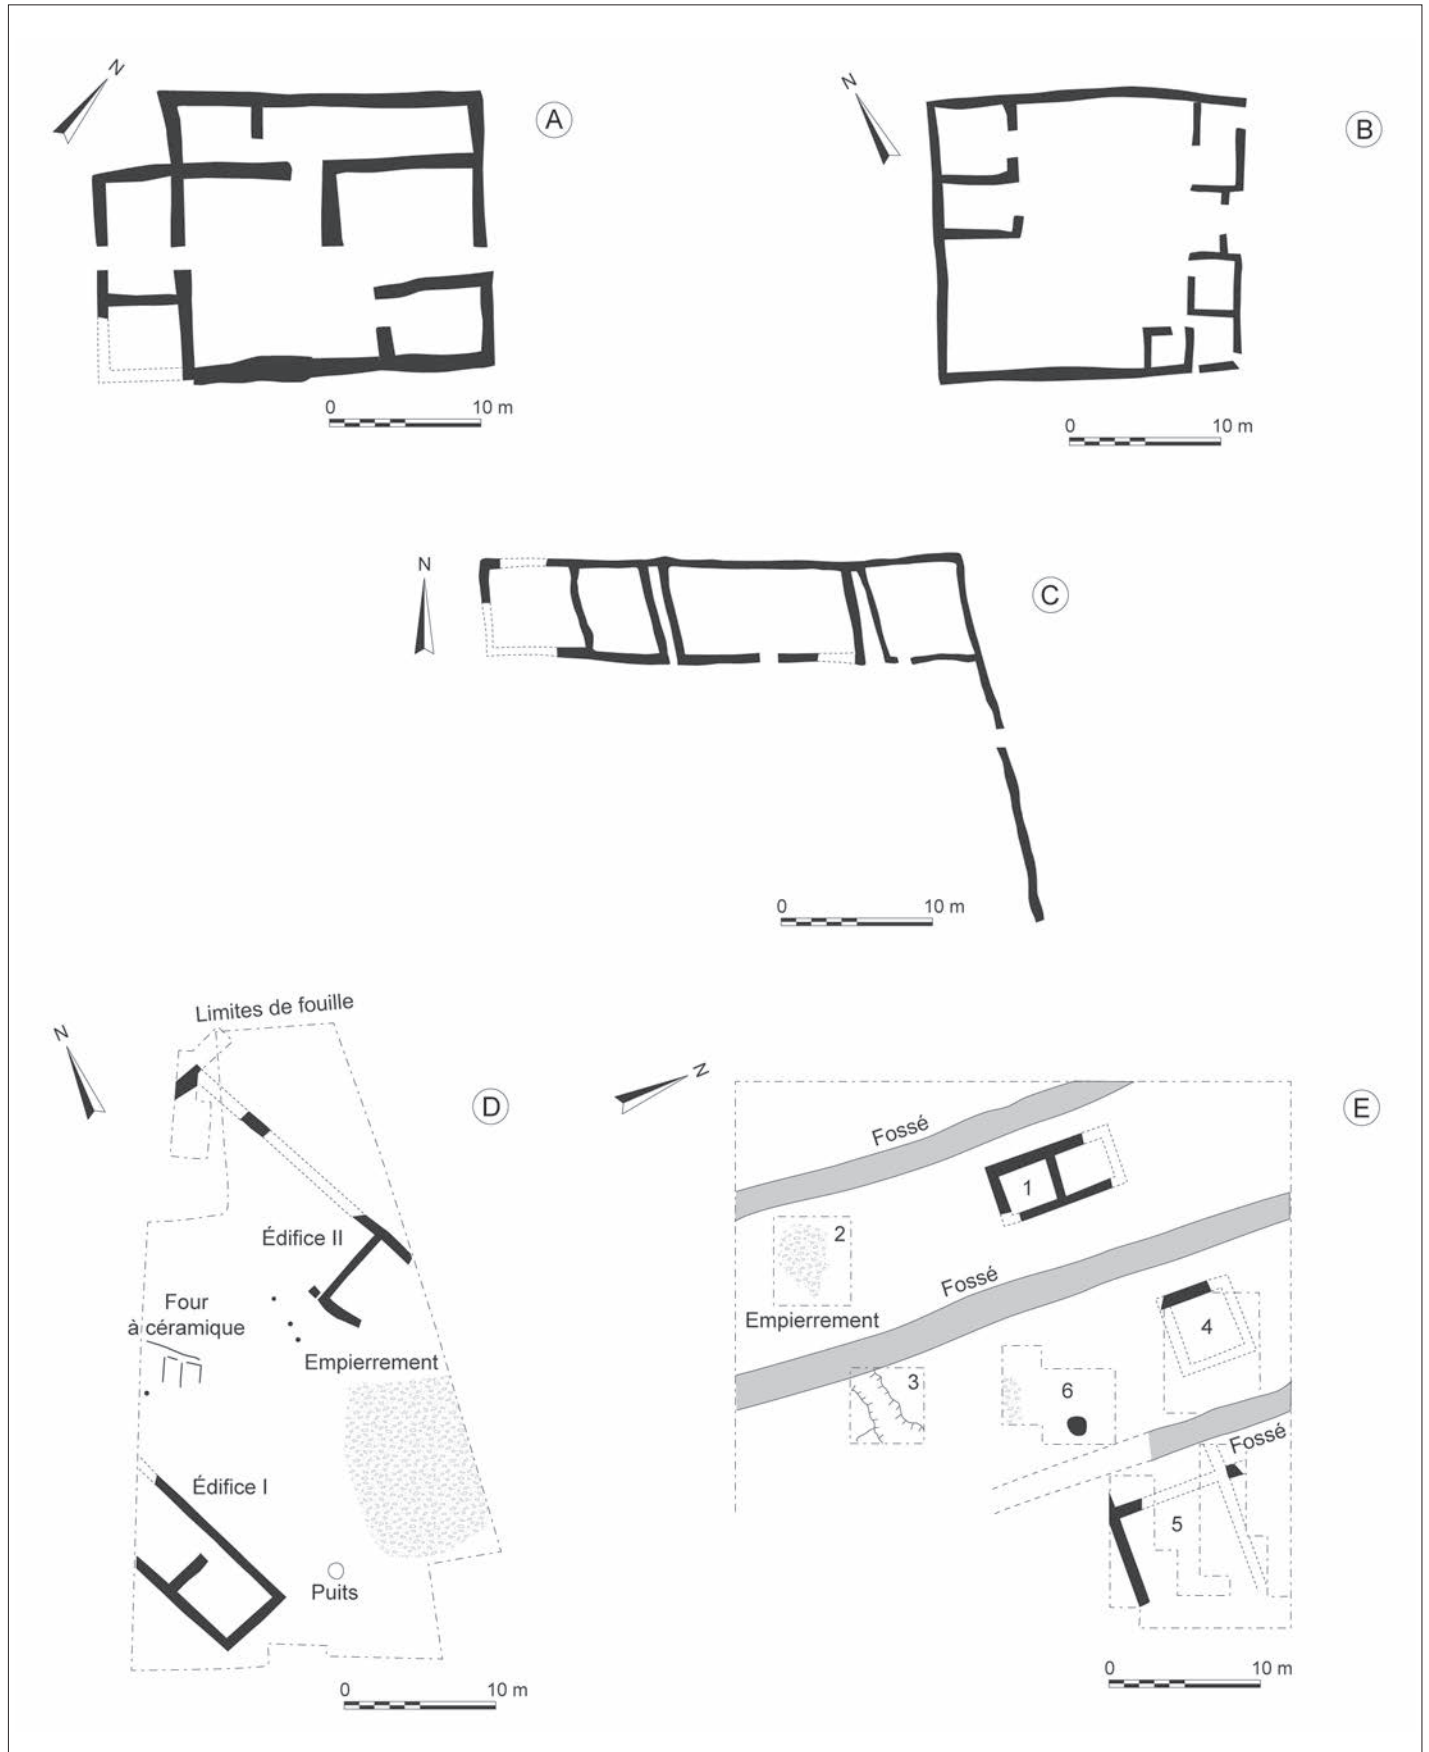 N
A
0 10 m
N
B
0 10 m
N
C
0 10 m
N
Limites de fouille
D
Édifice II
Four
à céramique
Empierrement
Édifice I
Puits
0 10 m
N
E
Fossé
1
2
Empierrement
Fossé
3
4
6
Fossé
5
0 10 m